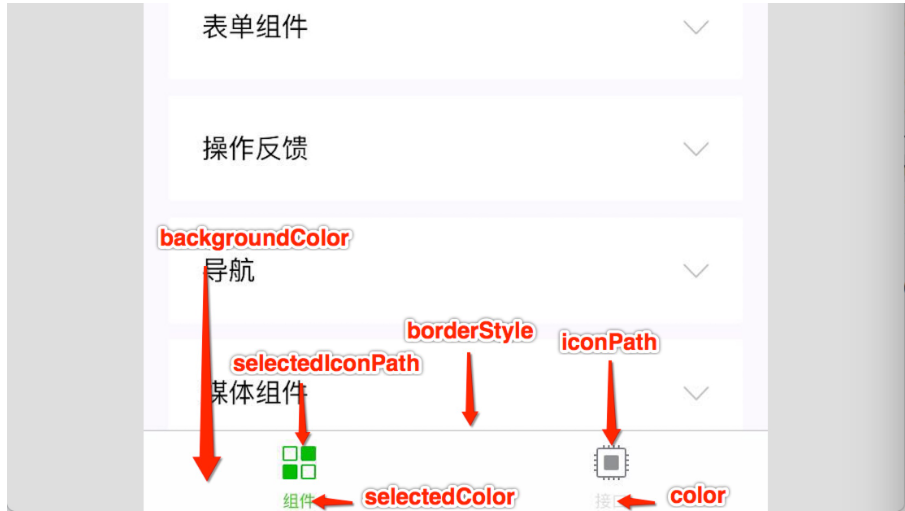 表单组件
操作反馈
backgroundColor
导航
borderStyle
iconPath
selectedIconPath
媒体组件
组件
selectedColor
接口
color